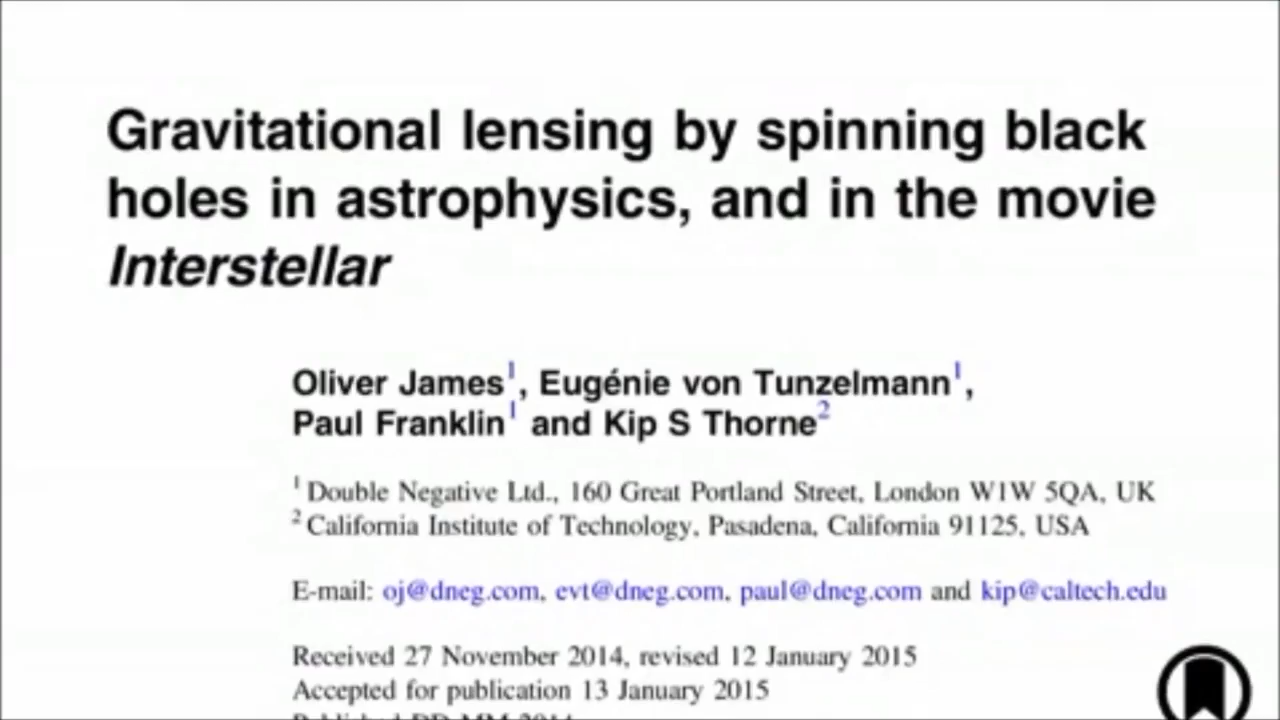 Gravitational lensing by spinning black
holes in astrophysics, and in the movie
Interstellar
Oliver James1, Eugénie von Tunzelmann1,
Paul Franklin1 and Kip S Thorne2
1 Double Negative Ltd., 160 Great Portland Street, London W1W 5QA, UK
2 California Institute of Technology, Pasadena, California 91125, USA
E-mail: oj@dneg.com, evt@dneg.com, paul@dneg.com and kip@caltech.edu
Received 27 November 2014, revised 12 January 2015
Accepted for publication 13 January 2015